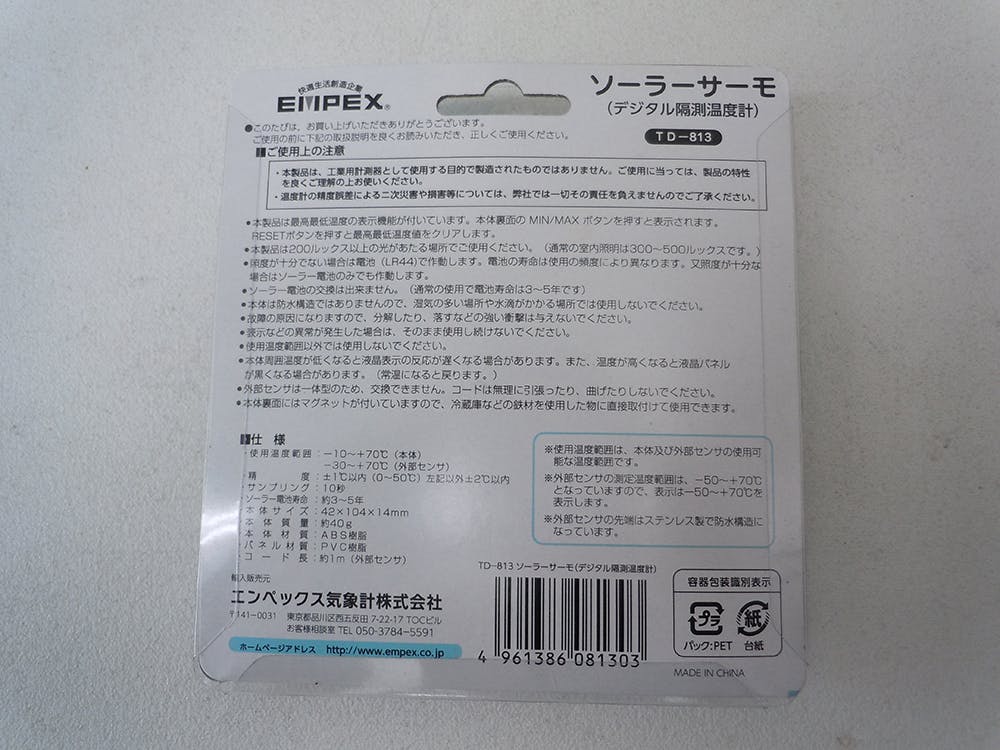 快適生活創造企業
EMPEX®
ソーラーサーモ
(デジタル隔測温度計)
TD-813
●このたびは、お買い上げいただきありがとうございます。
ご使用の前に下記の取扱説明を良くお読みいただき、正しくご使用ください。
■ご使用上の注意
・本製品は、工業用計測器として使用する目的で製造されたものではありません。ご使用に当っては、製品の特性
を良くご理解の上お使いください。
・温度計の精度誤差による二次災害や損害等については、弊社では一切その責任を負えませんのでご了承ください。
●本製品は最高最低温度の表示機能が付いています。本体裏面の MIN/MAX ボタンを押すと表示されます。
RESETボタンを押すと最高最低温度値をクリアします。
●本製品は200ルックス以上の光があたる場所でご使用ください。(通常の室内照明は300~500ルックスです。)
●照度が十分でない場合は電池(LR44)で作動します。電池の寿命は使用の頻度により異なります。又照度が十分な
場合はソーラー電池のみでも作動します。
●ソーラー電池の交換は出来ません。(通常の使用で電池寿命は3~5年です)
●本体は防水構造ではありませんので、湿気の多い場所や水滴がかかる場所では使用しないでください。
●故障の原因になりますので、分解したり、落すなどの強い衝撃は与えないでください。
●表示などの異常が発生した場合は、そのまま使用し続けないでください。
●使用温度範囲以外では使用しないでください。
●本体周囲温度が低くなると液晶表示の反応が遅くなる場合があります。また、温度が高くなると液晶パネル
が黒くなる場合があります。(常温になると戻ります。)
●外部センサは一体型のため、交換できません。コードは無理に引張ったり、曲げたりしないでください。
●本体裏面にはマグネットが付いていますので、冷蔵庫などの鉄材を使用した物に直接取付けて使用できます。
■仕 様
・使用温度範囲:-10~+70℃(本体)
-30~+70℃(外部センサ)
・精 度:±1℃以内(0~50℃)左記以外±2℃以内
・サンプリング:10秒
・ソーラー電池寿命:約3~5年
・本体サイズ:42×104×14mm
・本体質量:約40g
・本体材質:ABS樹脂
・パネル材質:PVC樹脂
・コード長:約1m(外部センサ)
※使用温度範囲は、本体及び外部センサの使用可
能な温度範囲です。
※外部センサの測定温度範囲は、-50~+70℃
となっていますので、表示は-50~+70℃を
表示します。
※外部センサの先端はステンレス製で防水構造に
なっています。
輸入販売元
エンペックス気象計株式会社
〒141-0031 東京都品川区西五反田 7-22-17 TOCビル
お客様相談室 TEL 050-3784-5591
ホームページアドレス http://www.empex.co.jp
TD-813 ソーラーサーモ(デジタル隔測温度計)
4 961386 081303
容器包装識別表示
プラ
紙
パック:PET
台紙
MADE IN CHINA